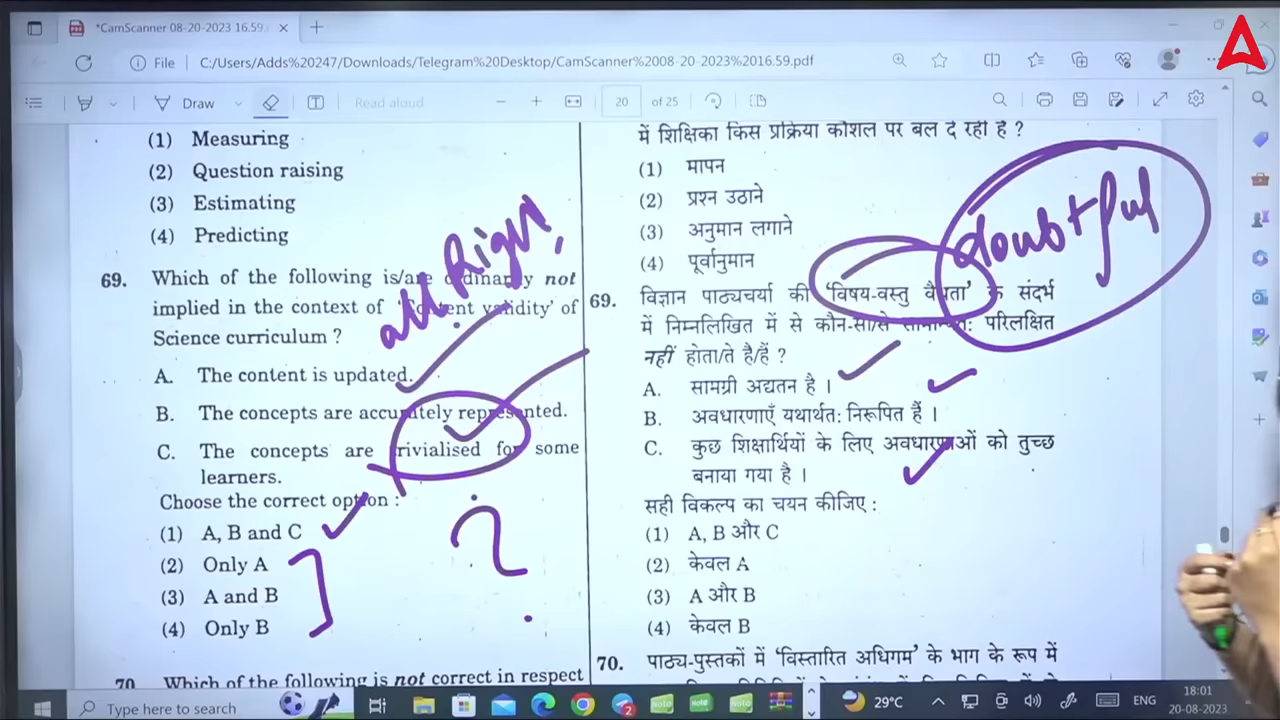 *CamScanner 08-20-2023 16.59.
File C:/Users/Adds%20247/Downloads/Telegram%20Desktop/CamScanner%2008-20-2023%2016.59.pdf
Draw
Read aloud
20 of 25
(1) Measuring
(2) Question raising
(3) Estimating
(4) Predicting
69. Which of the following is/are ordinarily not
implied in the context of 'Content validity' of
Science curriculum ?
A. The content is updated.
B. The concepts are accurately represented.
C. The concepts are trivialised for some
learners.
Choose the correct option :
(1) A, B and C
(2) Only A
(3) A and B
(4) Only B
70. Which of the following is not correct in respect
all Right
?
में शिक्षिका किस प्रक्रिया कौशल पर बल दे रही है ?
(1) मापन
(2) प्रश्न उठाने
(3) अनुमान लगाने
(4) पूर्वानुमान
69. विज्ञान पाठ्यचर्या की 'विषय-वस्तु वैधता' के संदर्भ
में निम्नलिखित में से कौन-सा/से सामान्यत: परिलक्षित
नहीं होता/ते है/हैं ?
A. सामग्री अद्यतन है ।
B. अवधारणाएँ यथार्थत: निरूपित हैं ।
C. कुछ शिक्षार्थियों के लिए अवधारणाओं को तुच्छ
बनाया गया है ।
सही विकल्प का चयन कीजिए :
(1) A, B और C
(2) केवल A
(3) A और B
(4) केवल B
70. पाठ्य-पुस्तकों में 'विस्तारित अधिगम' के भाग के रूप में
doubtful
Type here to search
29°C
ENG
18:01
20-08-2023